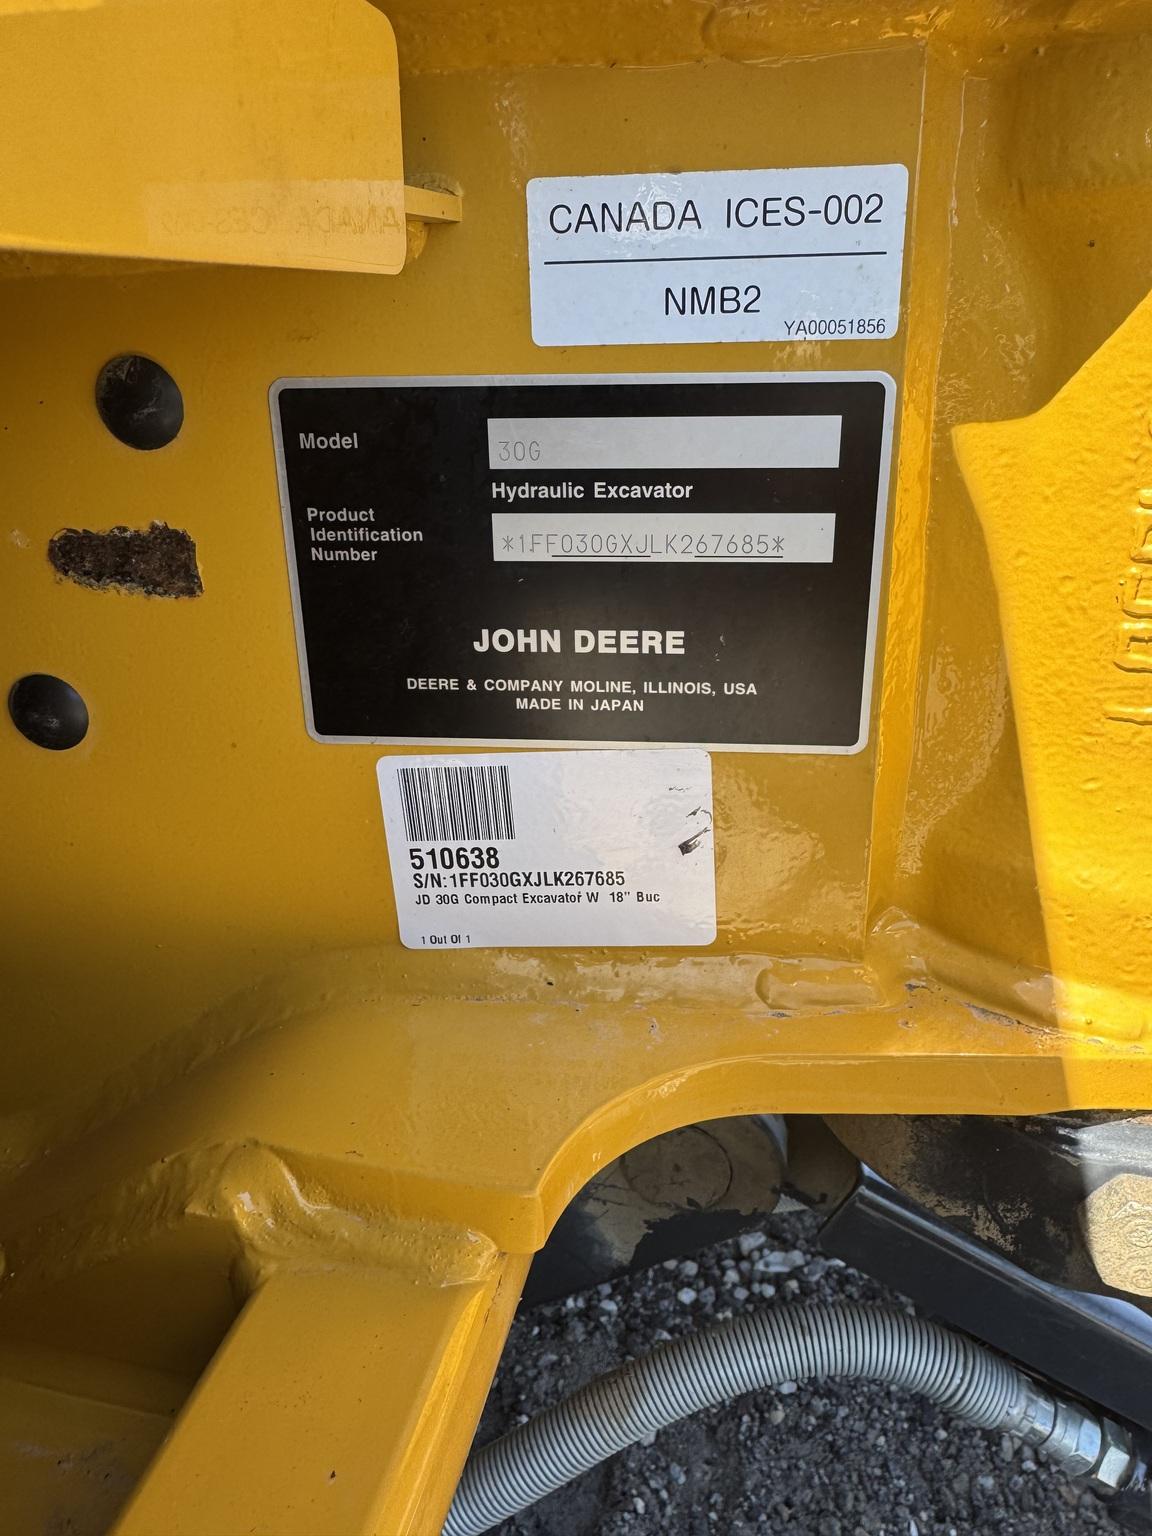 CANADA ICES-002
NMB2
YA00051856
Model
30G
Hydraulic Excavator
Product
Identification
Number
*1FF030GXJLK267685*
JOHN DEERE
DEERE & COMPANY MOLINE, ILLINOIS, USA
MADE IN JAPAN
510638
S/N:1FF030GXJLK267685
JD 30G Compact Excavator W 18" Buc
1 Out Of 1